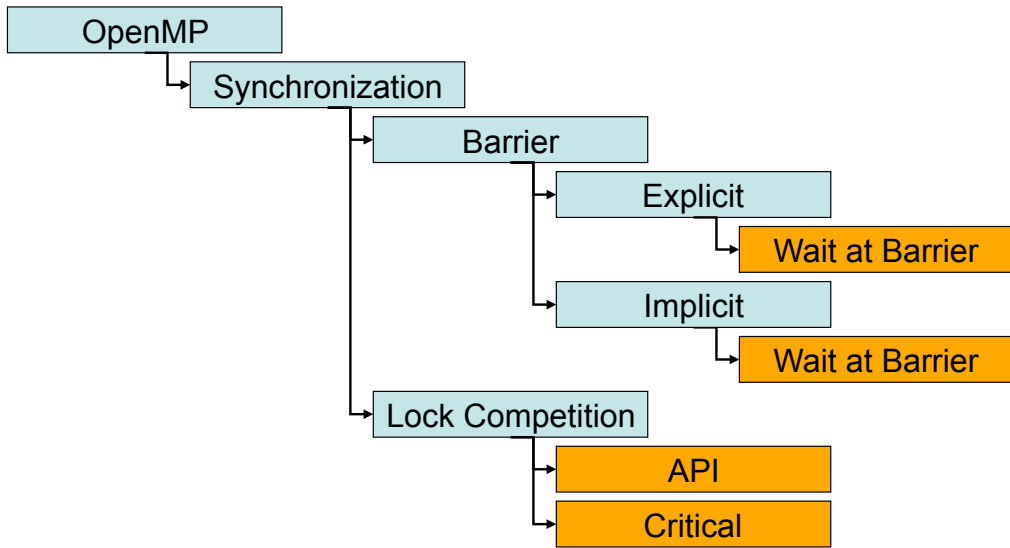 OpenMP
Synchronization
Barrier
Explicit
Wait at Barrier
Implicit
Wait at Barrier
Lock Competition
API
Critical